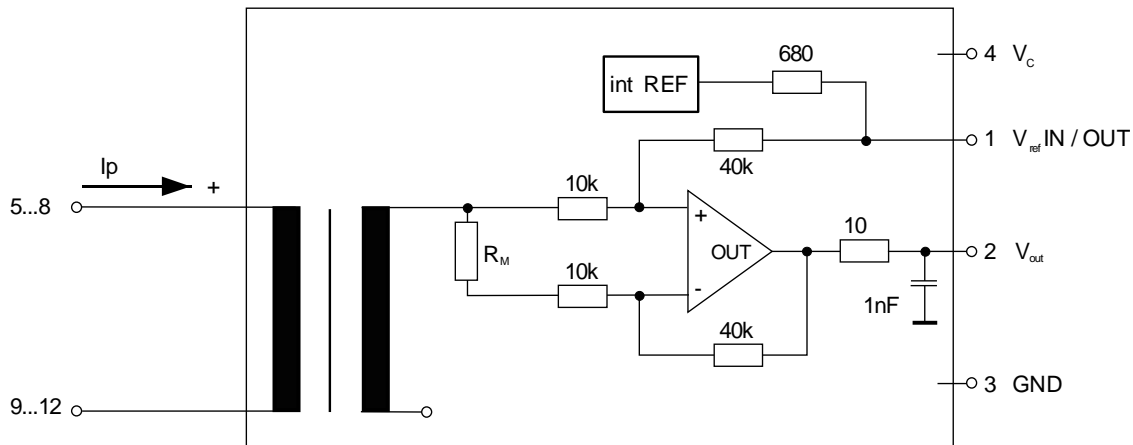 4 V_C
680
int REF
1 V_ref IN / OUT
40k
Ip
+
10k
5...8
+
10
OUT
2 V_out
R_M
10k
-
1nF
40k
3 GND
9...12